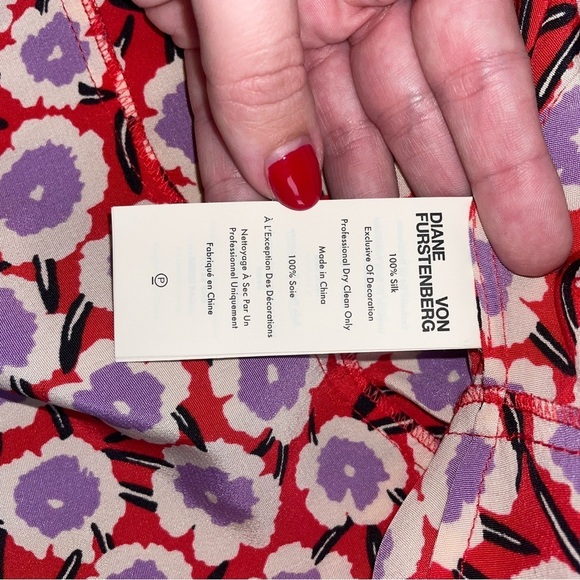 DIANE
VON
FURSTENBERG
100% Silk
Exclusive Of Decoration
Professional Dry Clean Only
Made in China
100% Soie
À L'Exception Des Décorations
Nettoyage À Sec Par Un
Professionnel Uniquement
Fabriqué en Chine
P